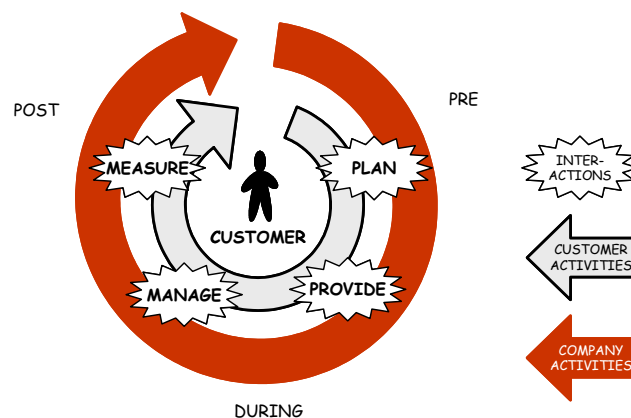 POST
PRE
MEASURE
PLAN
CUSTOMER
MANAGE
PROVIDE
DURING
INTER-
ACTIONS
CUSTOMER
ACTIVITIES
COMPANY
ACTIVITIES